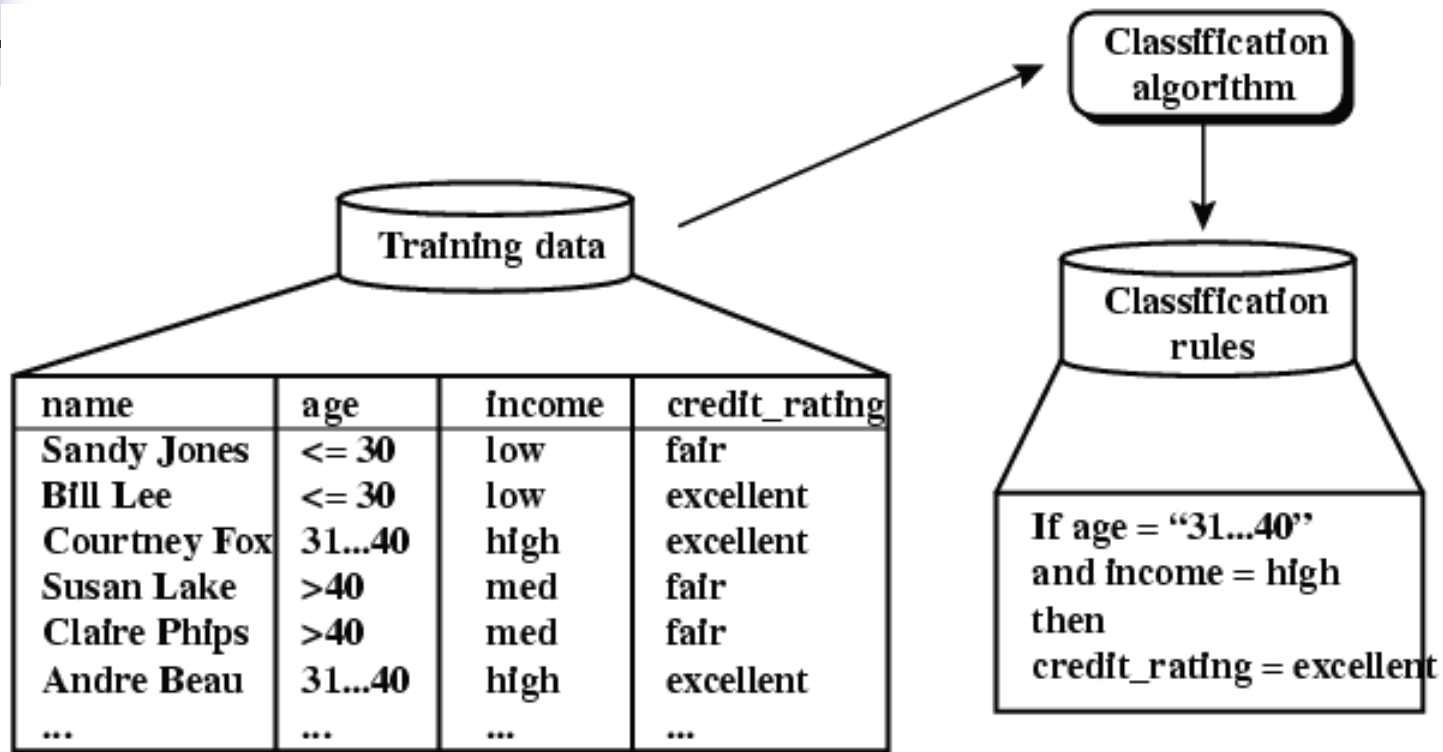 Classification
algorithm
Training data
Classification
rules
name age income credit_rating
Sandy Jones <= 30 low fair
Bill Lee <= 30 low excellent
Courtney Fox 31...40 high excellent
Susan Lake >40 med fair
Claire Phips >40 med fair
Andre Beau 31...40 high excellent
... ... ... ...
If age = “31...40”
and income = high
then
credit_rating = excellent